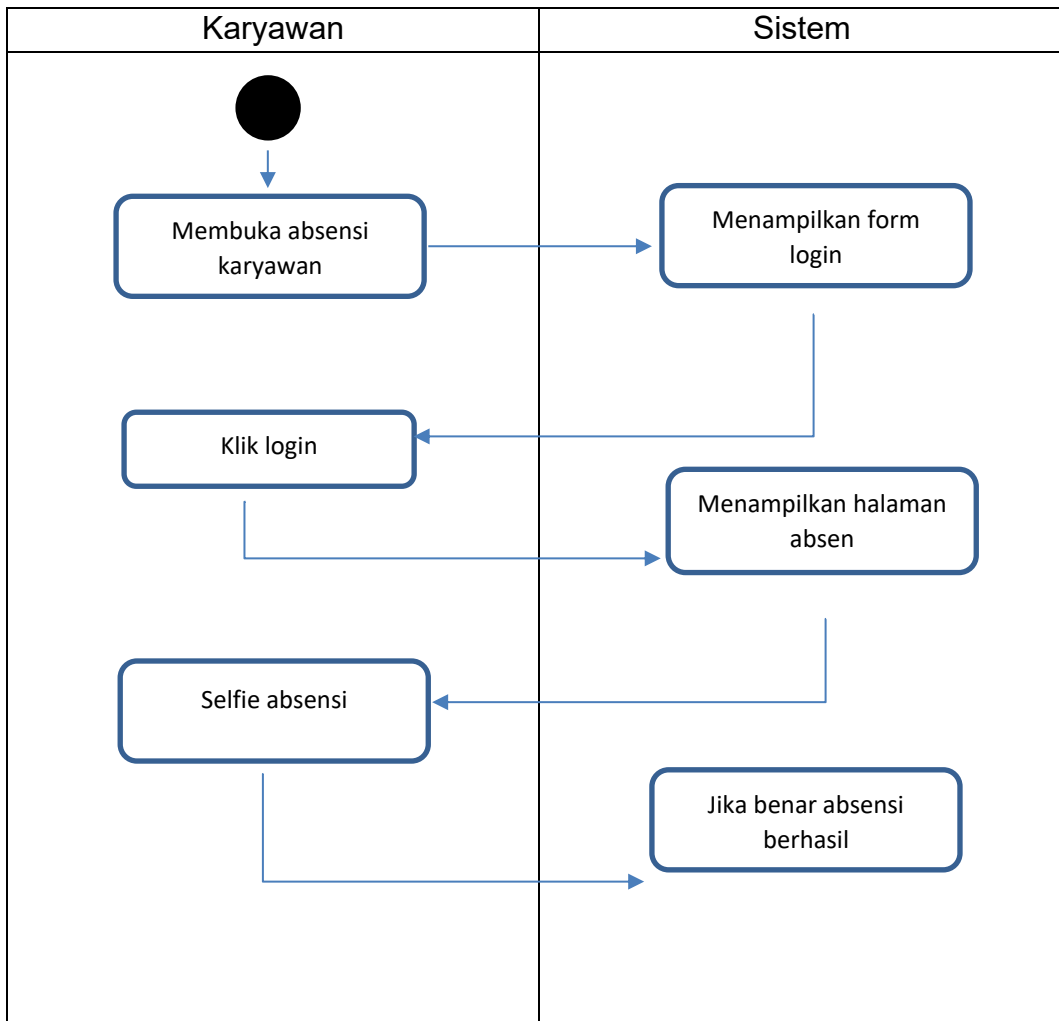 Karyawan
Sistem
Membuka absensi
karyawan
Menampilkan form
login
Klik login
Menampilkan halaman
absen
Selfie absensi
Jika benar absensi
berhasil